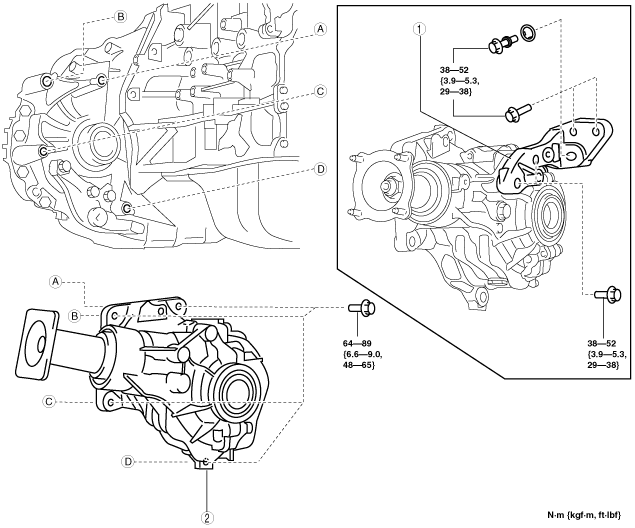 B
A
C
D
1
38—52
{3.9—5.3,
29—38}
A
B
C
D
2
64—89
{6.6—9.0,
48—65}
38—52
{3.9—5.3,
29—38}
N·m {kgf·m, ft·lbf}